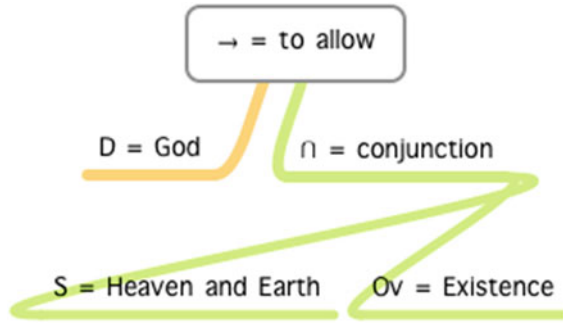 → = to allow
D = God
∩ = conjunction
S = Heaven and Earth
Ov = Existence